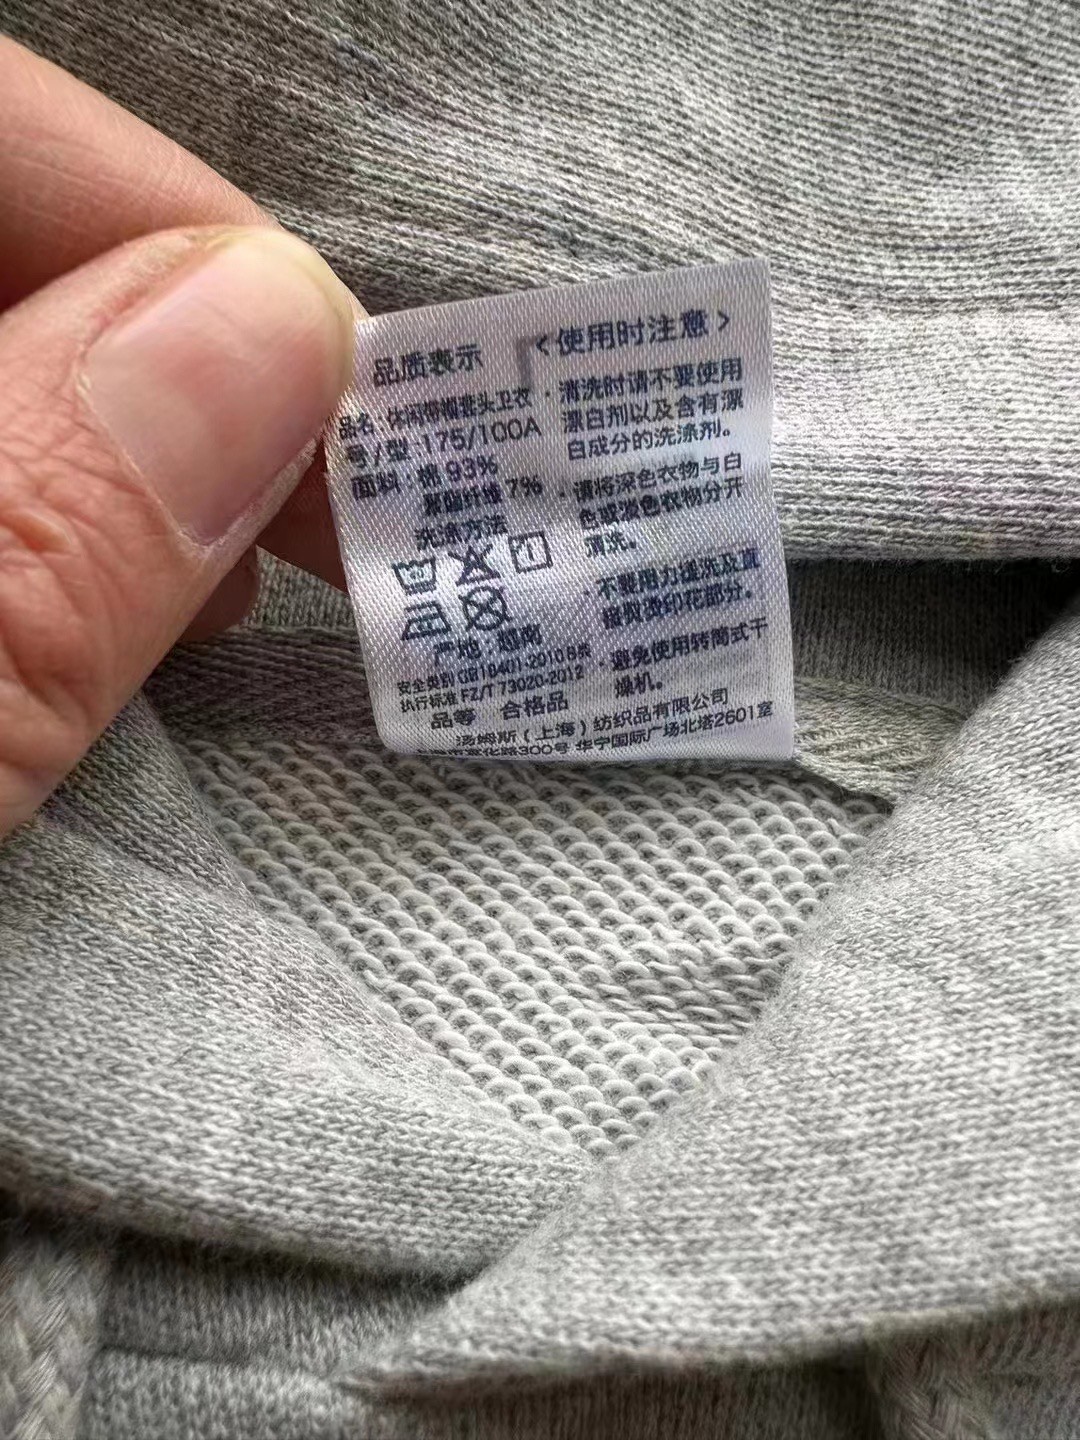 品质表示
品名: 休闲带帽套头卫衣
号/型:175/100A
面料: 棉 93%
聚酯纤维 7%
洗涤方法
产地:越南
安全类别 GB18401-2010 B类
执行标准 FZ/T 73020-2012
品等 合格品
汤姆斯(上海)纺织品有限公司
300号 华宁国际广场北塔2601室
<使用时注意>
·清洗时请不要使用
漂白剂以及含有漂
白成分的洗涤剂。
·请将深色衣物与白
色或浅色衣物分开
清洗。
·不要用力搓洗及直
接熨烫印花部分。
·避免使用转筒式干
燥机。